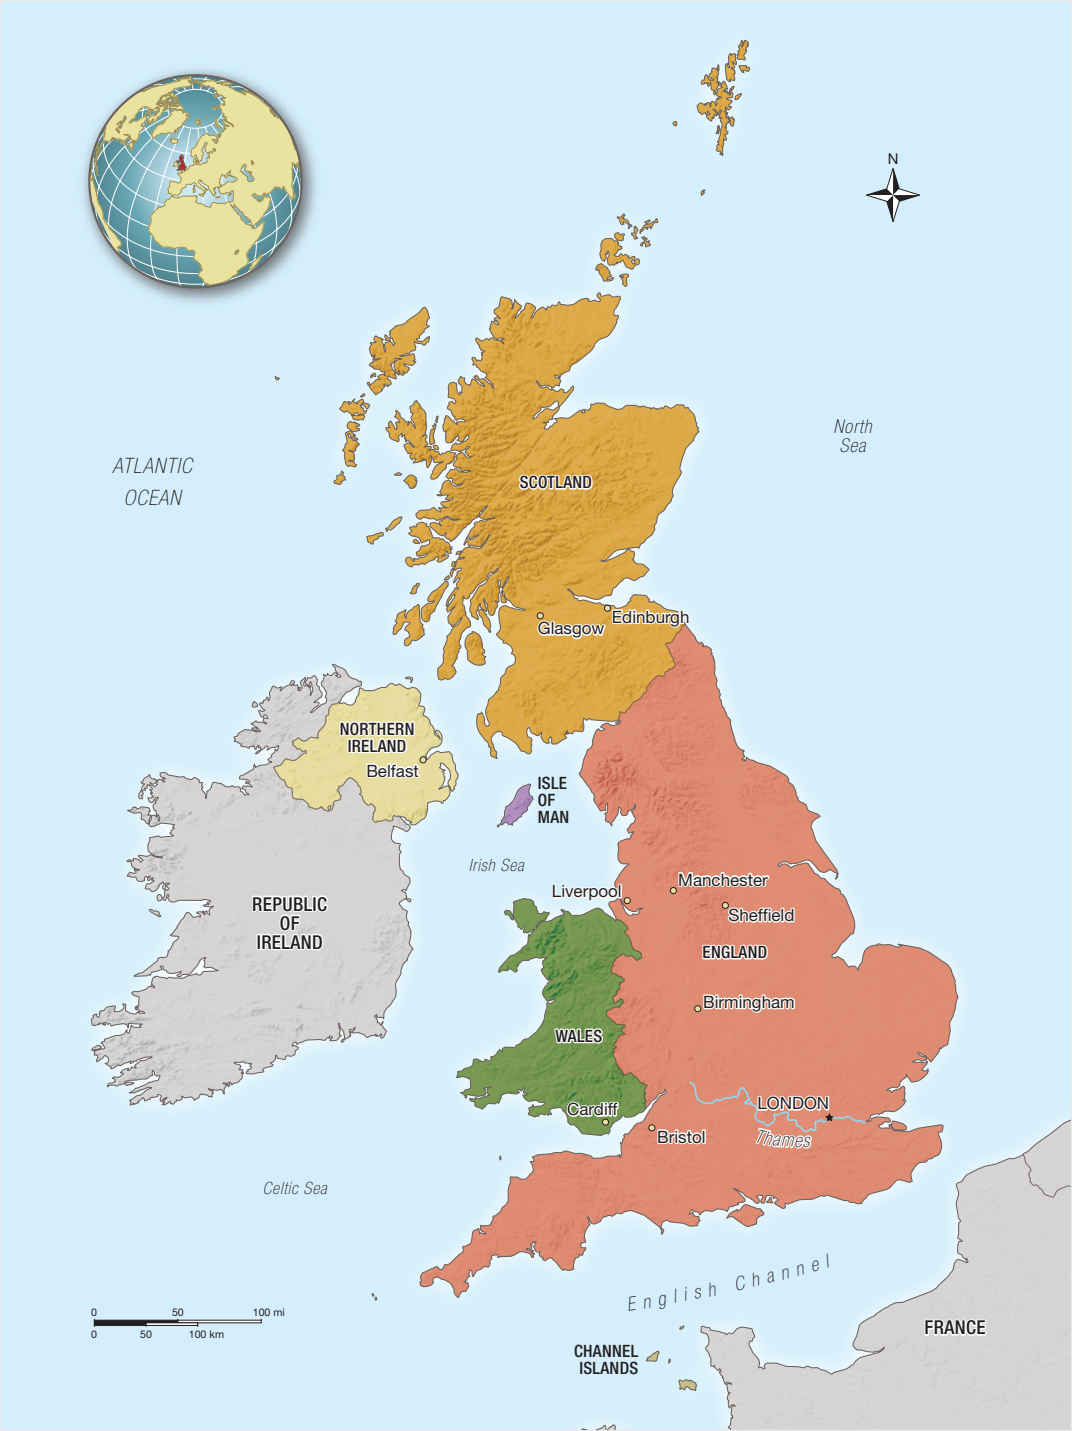 N
North
Sea
ATLANTIC
OCEAN
SCOTLAND
Edinburgh
Glasgow
NORTHERN
IRELAND
Belfast
ISLE
OF
MAN
Irish Sea
Manchester
Liverpool
Sheffield
REPUBLIC
OF
IRELAND
ENGLAND
Birmingham
WALES
LONDON
Cardiff
Thames
Bristol
Celtic Sea
English Channel
0 50 100 mi
0 50 100 km
FRANCE
CHANNEL
ISLANDS